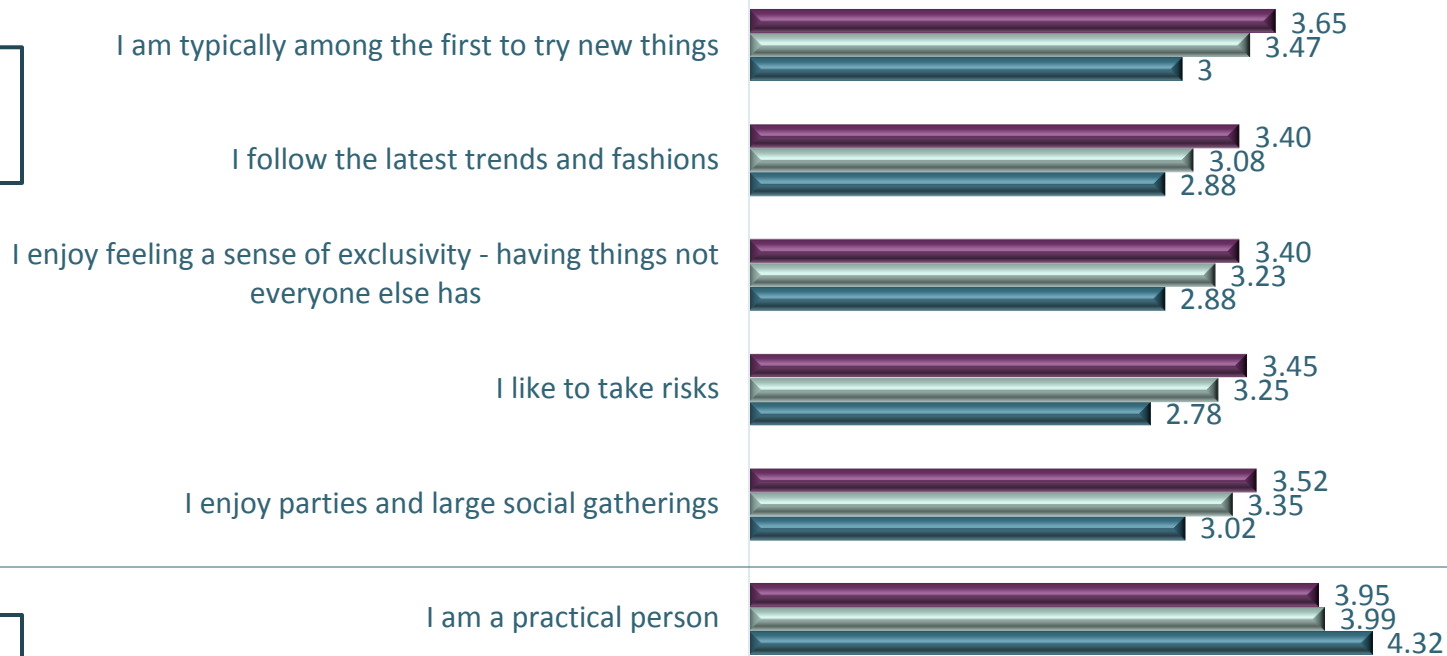 I am typically among the first to try new things
3.65
3.47
3
I follow the latest trends and fashions
3.40
3.08
2.88
I enjoy feeling a sense of exclusivity - having things not
everyone else has
3.40
3.23
2.88
I like to take risks
3.45
3.25
2.78
I enjoy parties and large social gatherings
3.52
3.35
3.02
I am a practical person
3.95
3.99
4.32